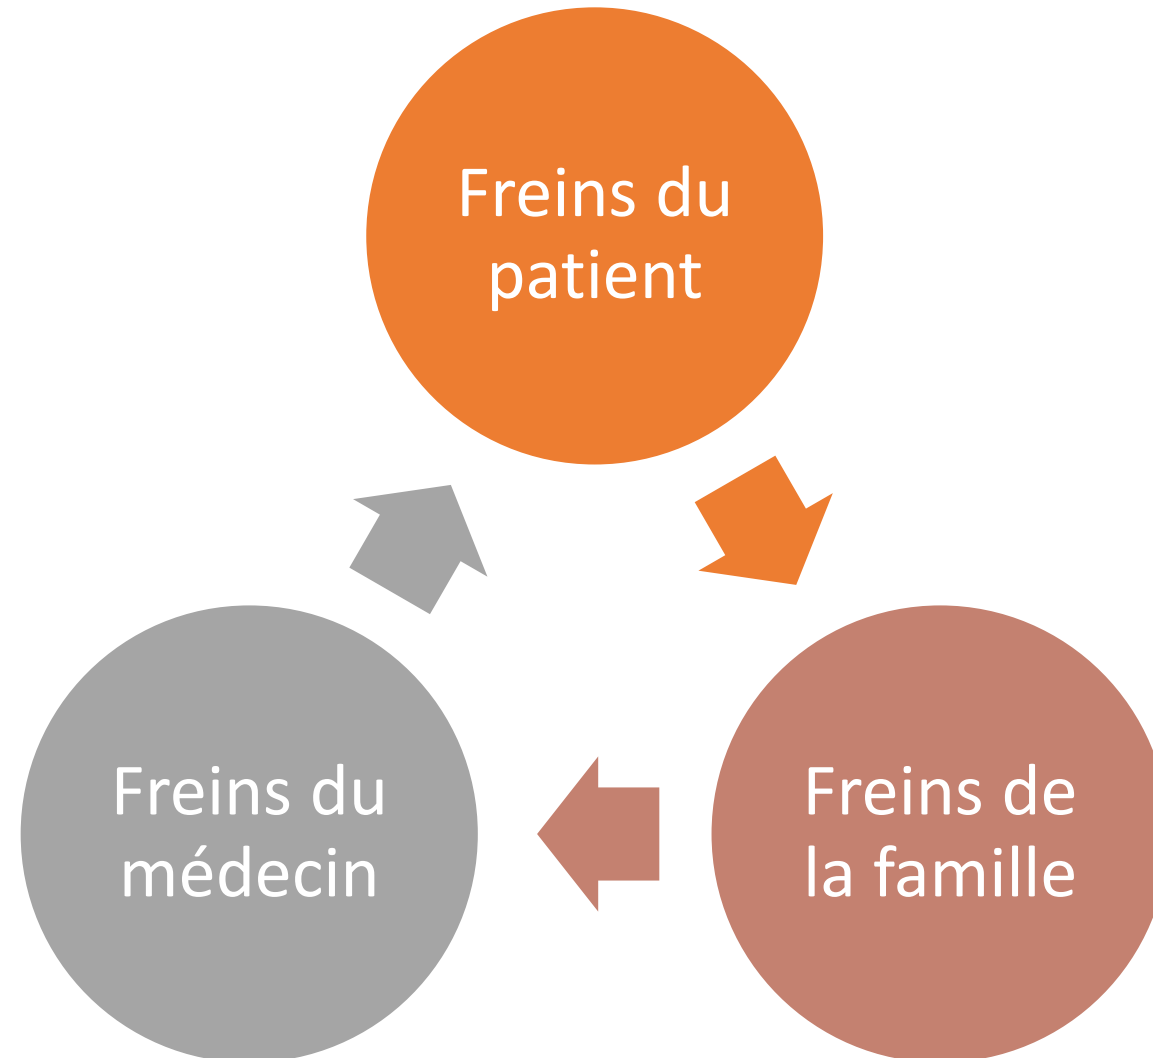 Freins du
patient
Freins du
médecin
Freins de
la famille